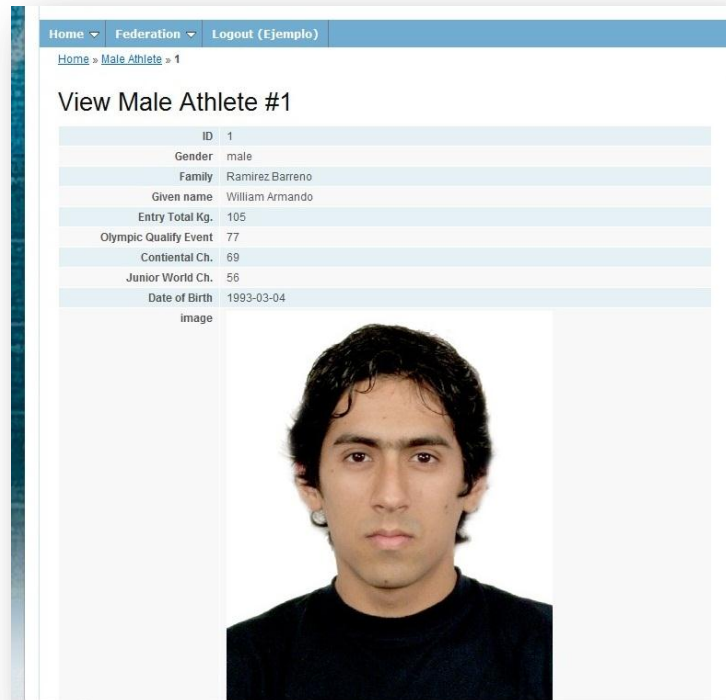 Home Federation Logout (Ejemplo)
Home » Male Athlete » 1
View Male Athlete #1
ID 1
Gender male
Family Ramirez Barreno
Given name William Armando
Entry Total Kg. 105
Olympic Qualify Event 77
Contiental Ch. 69
Junior World Ch. 56
Date of Birth 1993-03-04
image